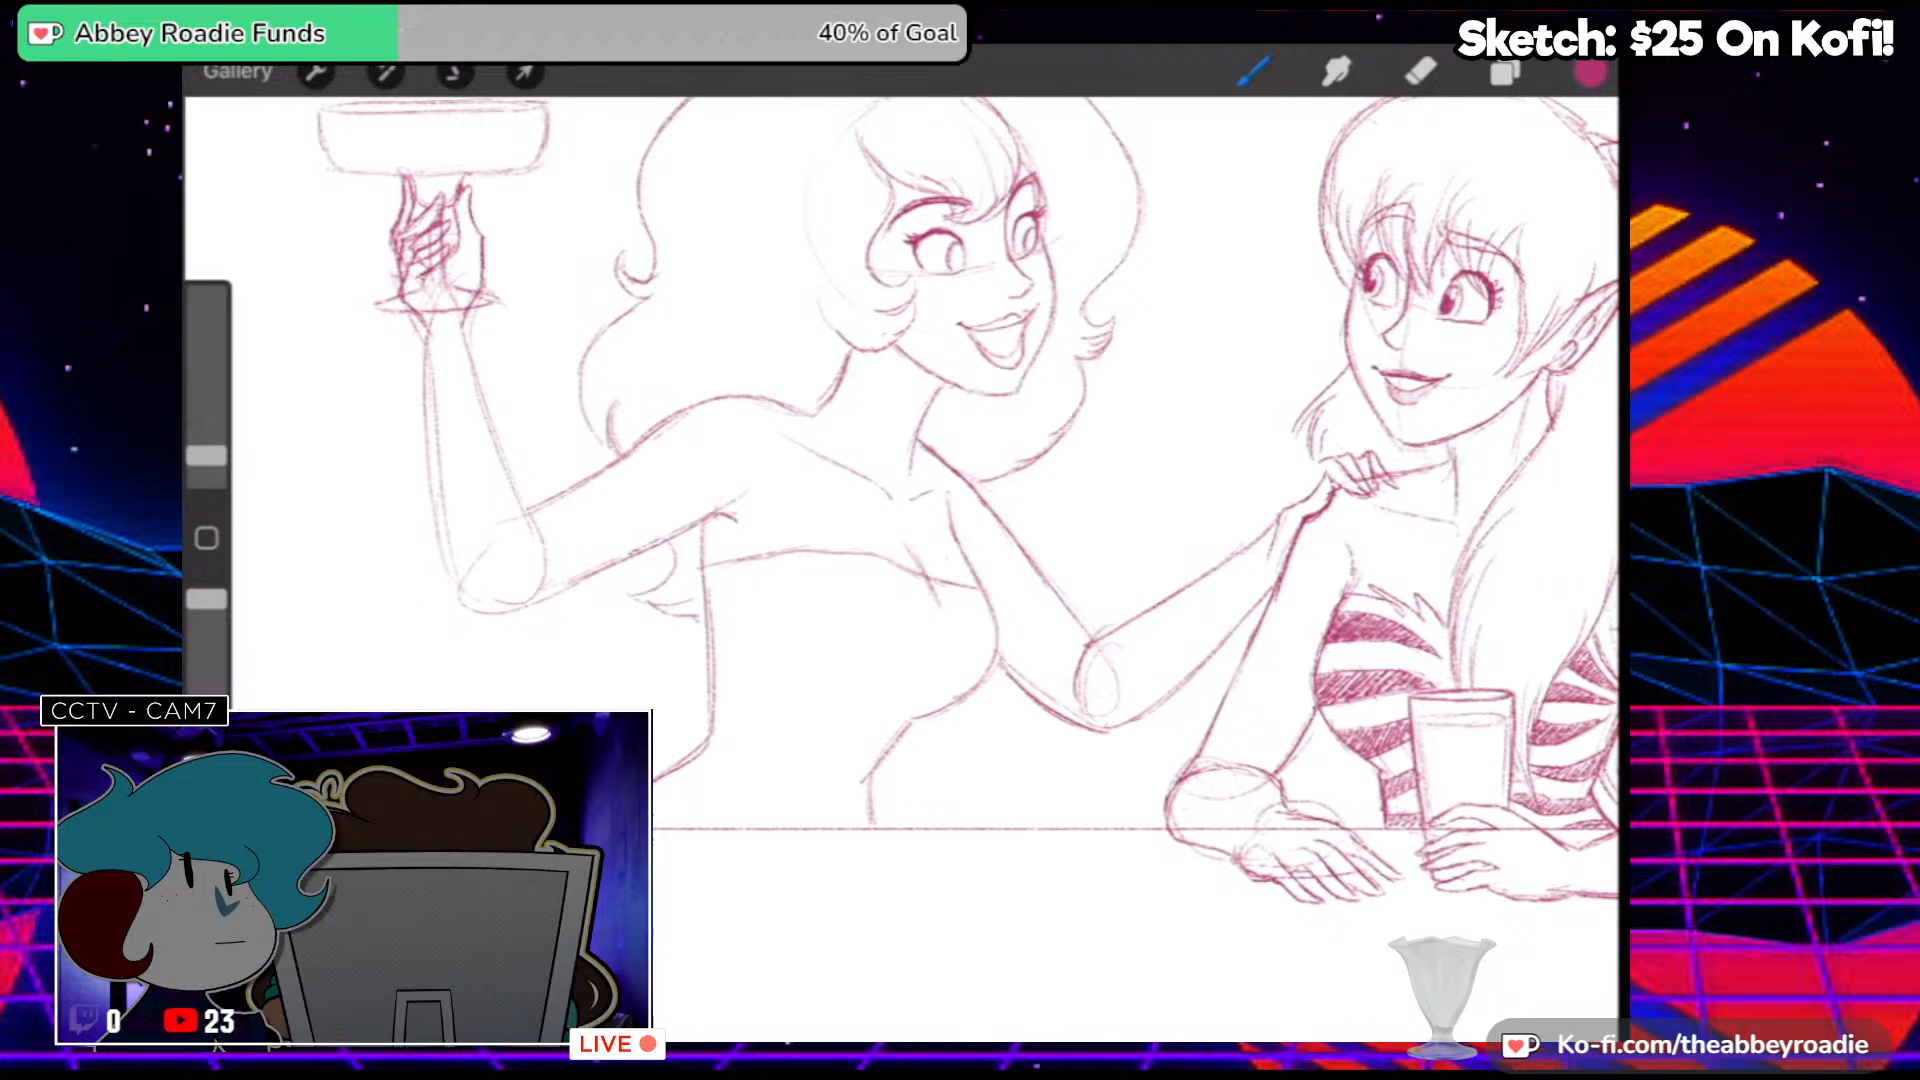 Abbey Roadie Funds
40% of Goal
Sketch: $25 On Kofi!
Gallery
CCTV - CAM7
0
23
LIVE
Ko-fi.com/theabbeyroadie